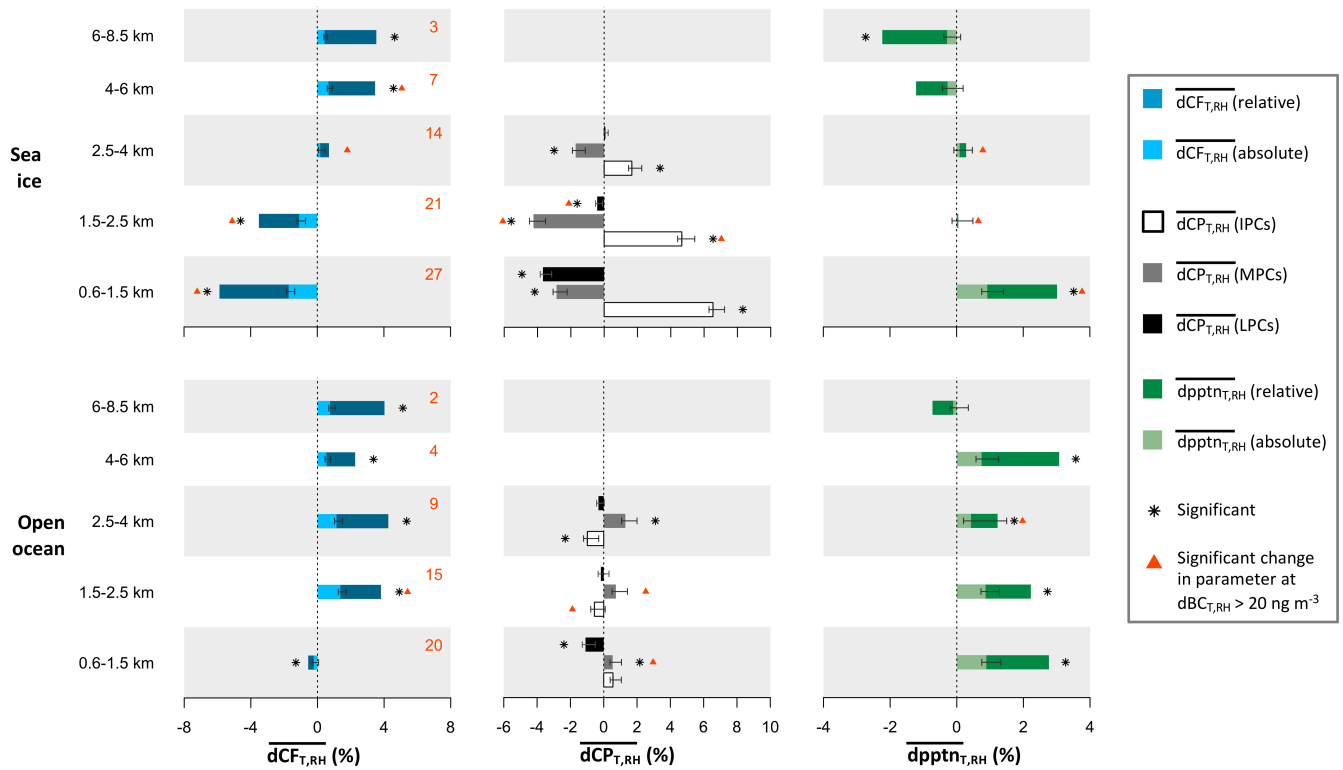 Sea
ice
6-8.5 km
3
4-6 km
7
2.5-4 km
14
1.5-2.5 km
21
0.6-1.5 km
27
Open
ocean
6-8.5 km
2
4-6 km
4
2.5-4 km
9
1.5-2.5 km
15
0.6-1.5 km
20
-8 -4 0 4 8
dCF_T,RH (%)
-6 -4 -2 0 2 4 6 8 10
dCP_T,RH (%)
-4 -2 0 2 4
dpptn_T,RH (%)
dCF_T,RH (relative)
dCF_T,RH (absolute)
dCP_T,RH (IPCs)
dCP_T,RH (MPCs)
dCP_T,RH (LPCs)
dpptn_T,RH (relative)
dpptn_T,RH (absolute)
Significant
Significant change
in parameter at
dBC_T,RH > 20 ng m⁻³